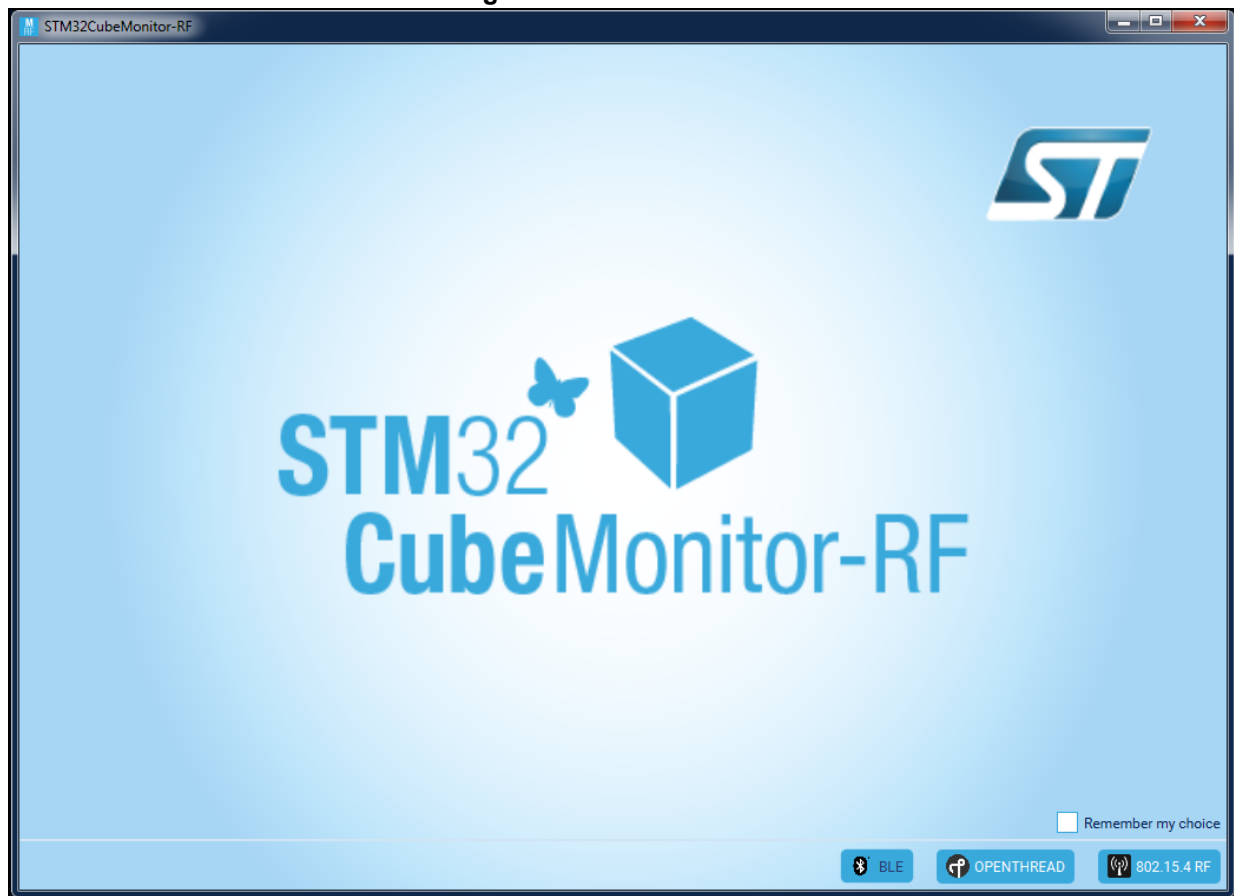 STM32CubeMonitor-RF
ST
STM32
CubeMonitor-RF
Remember my choice
BLE OPENTHREAD 802.15.4 RF